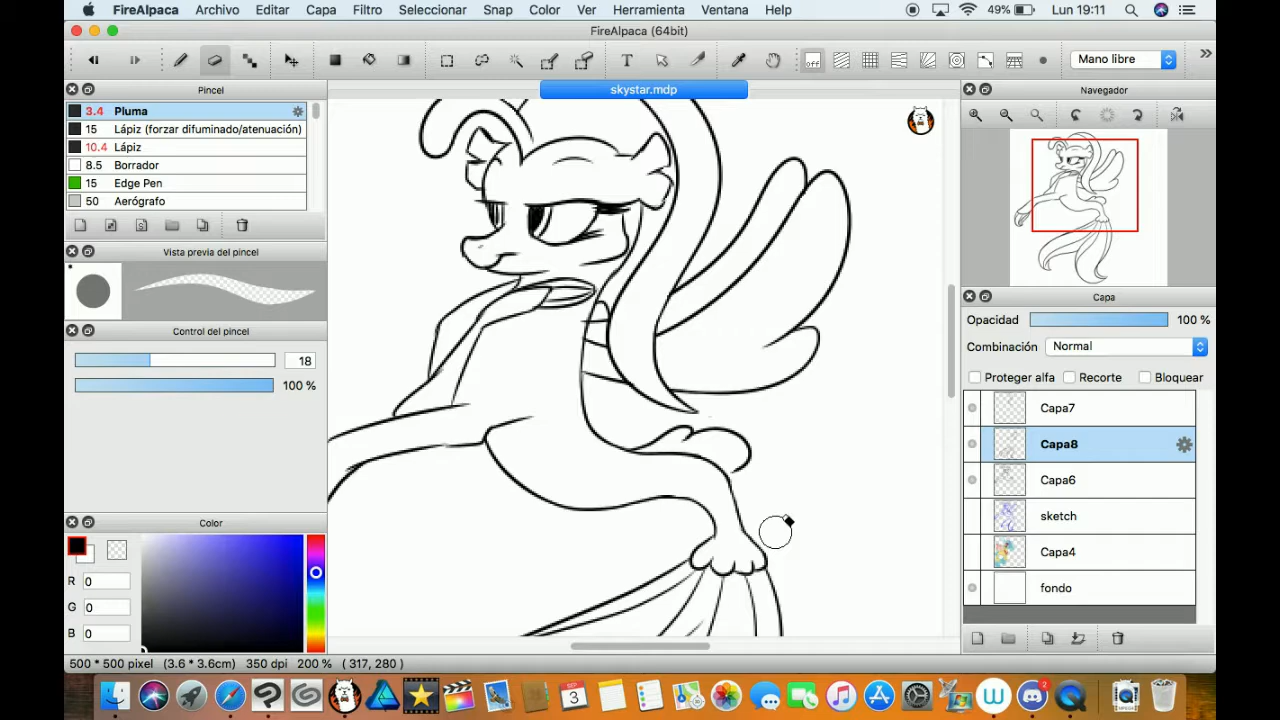 FireAlpaca Archivo Editar Capa Filtro Seleccionar Snap Color Ver Herramienta Ventana Help 49% Lun 19:11
FireAlpaca (64bit)
T off Mano libre »
Pincel
skystar.mdp
Navegador
3.4 Pluma
15 Lápiz (forzar difuminado/atenuación)
10.4 Lápiz
8.5 Borrador
15 Edge Pen
50 Aerógrafo
S
Vista previa del pincel
Control del pincel
18
100 %
Capa
Opacidad 100 %
Combinación Normal
Proteger alfa Recorte Bloquear
Capa7
Capa8
Capa6
sketch
Capa4
fondo
Color
R 0
G 0
B 0
500 * 500 pixel (3.6 * 3.6cm) 350 dpi 200 % ( 317, 280 )
3 W 2